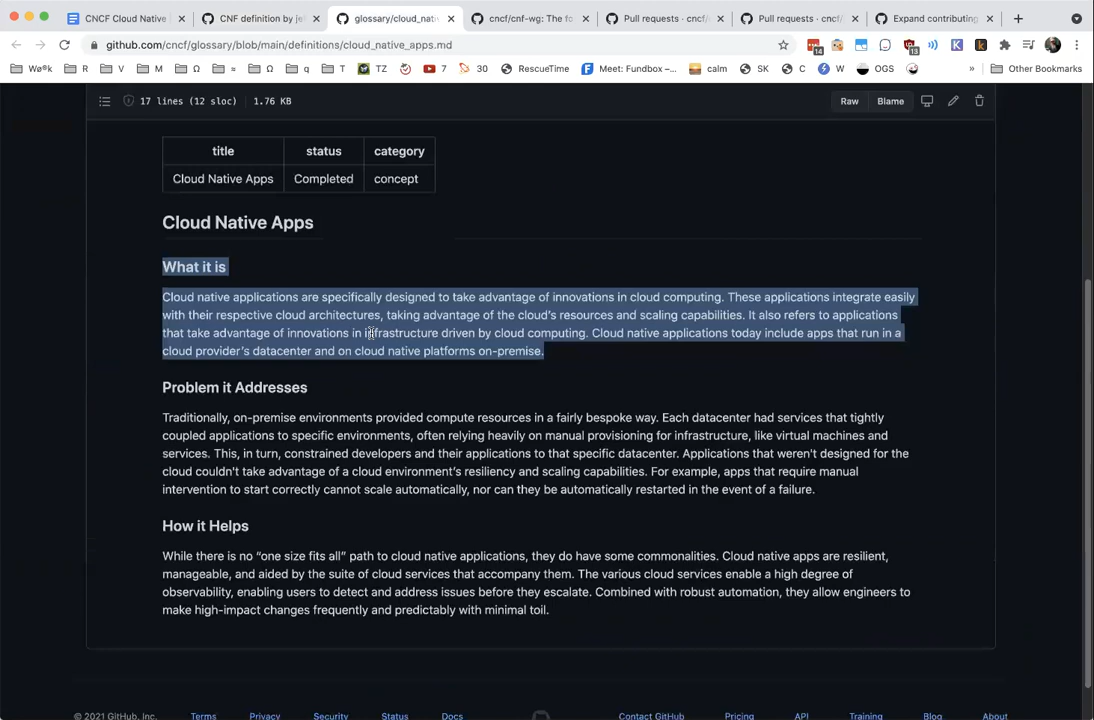 CNCF Cloud Native
CNF definition by je
glossary/cloud_nativ
cncf/cnf-wg: The fo
Pull requests · cncf/
Pull requests · cncf/
Expand contributing
github.com/cncf/glossary/blob/main/definitions/cloud_native_apps.md
14
13
Wø®k
R
V
M
Ω
≈
Ω
q
T
TZ
7
30
RescueTime
Meet: Fundbox –...
calm
SK
C
W
OGS
»
Other Bookmarks
17 lines (12 sloc)
1.76 KB
Raw
Blame
title status category
Cloud Native Apps Completed concept
Cloud Native Apps
What it is
Cloud native applications are specifically designed to take advantage of innovations in cloud computing. These applications integrate easily
with their respective cloud architectures, taking advantage of the cloud's resources and scaling capabilities. It also refers to applications
that take advantage of innovations in infrastructure driven by cloud computing. Cloud native applications today include apps that run in a
cloud provider's datacenter and on cloud native platforms on-premise.
Problem it Addresses
Traditionally, on-premise environments provided compute resources in a fairly bespoke way. Each datacenter had services that tightly
coupled applications to specific environments, often relying heavily on manual provisioning for infrastructure, like virtual machines and
services. This, in turn, constrained developers and their applications to that specific datacenter. Applications that weren't designed for the
cloud couldn't take advantage of a cloud environment's resiliency and scaling capabilities. For example, apps that require manual
intervention to start correctly cannot scale automatically, nor can they be automatically restarted in the event of a failure.
How it Helps
While there is no “one size fits all” path to cloud native applications, they do have some commonalities. Cloud native apps are resilient,
manageable, and aided by the suite of cloud services that accompany them. The various cloud services enable a high degree of
observability, enabling users to detect and address issues before they escalate. Combined with robust automation, they allow engineers to
make high-impact changes frequently and predictably with minimal toil.
© 2021 GitHub, Inc.
Terms
Privacy
Security
Status
Docs
Contact GitHub
Pricing
API
Training
Blog
About